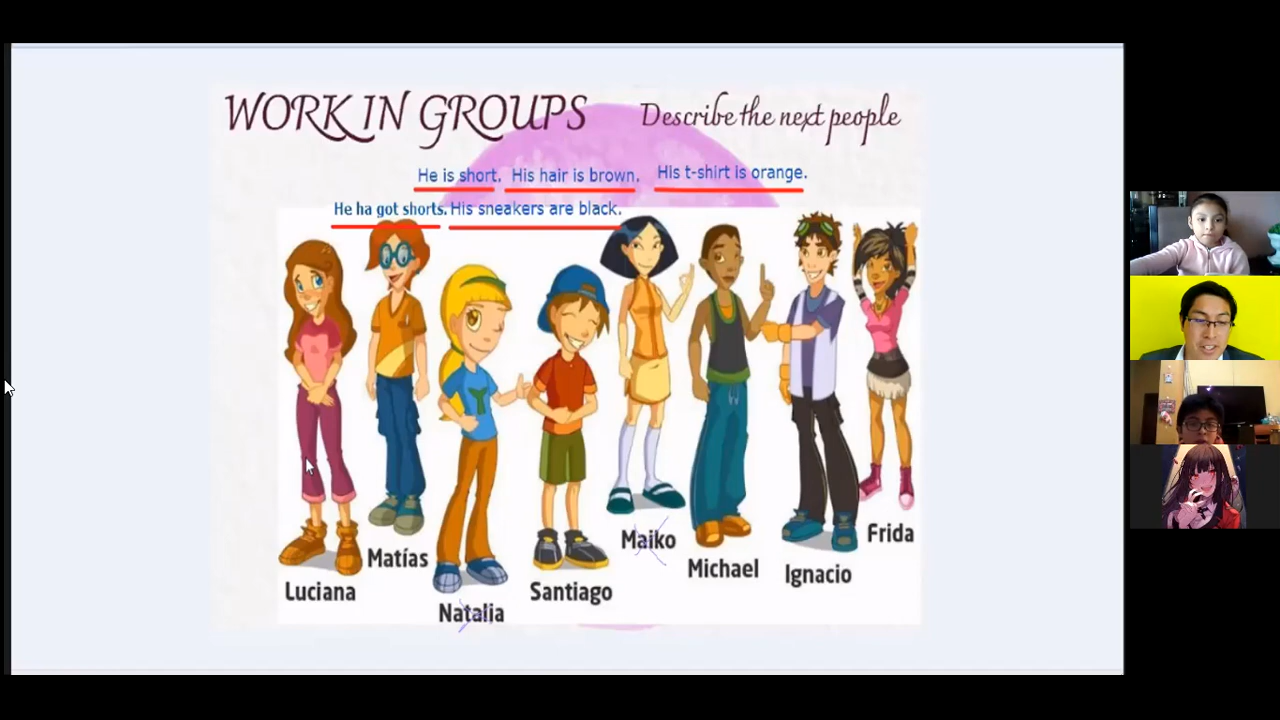 WORK IN GROUPS Describe the next people
He is short. His hair is brown. His t-shirt is orange.
He ha got shorts. His sneakers are black.
Maiko
Frida
Matías
Michael
Ignacio
Luciana
Santiago
Natalia